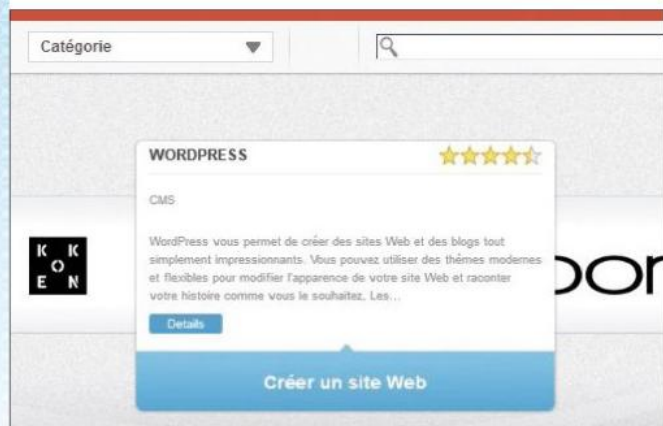 Catégorie
WORDPRESS
CMS
WordPress vous permet de créer des sites Web et des blogs tout
simplement impressionnants. Vous pouvez utiliser des thèmes modernes
et flexibles pour modifier l'apparence de votre site Web et raconter
votre histoire comme vous le souhaitez. Les...
K K
O
E N
Details
Créer un site Web